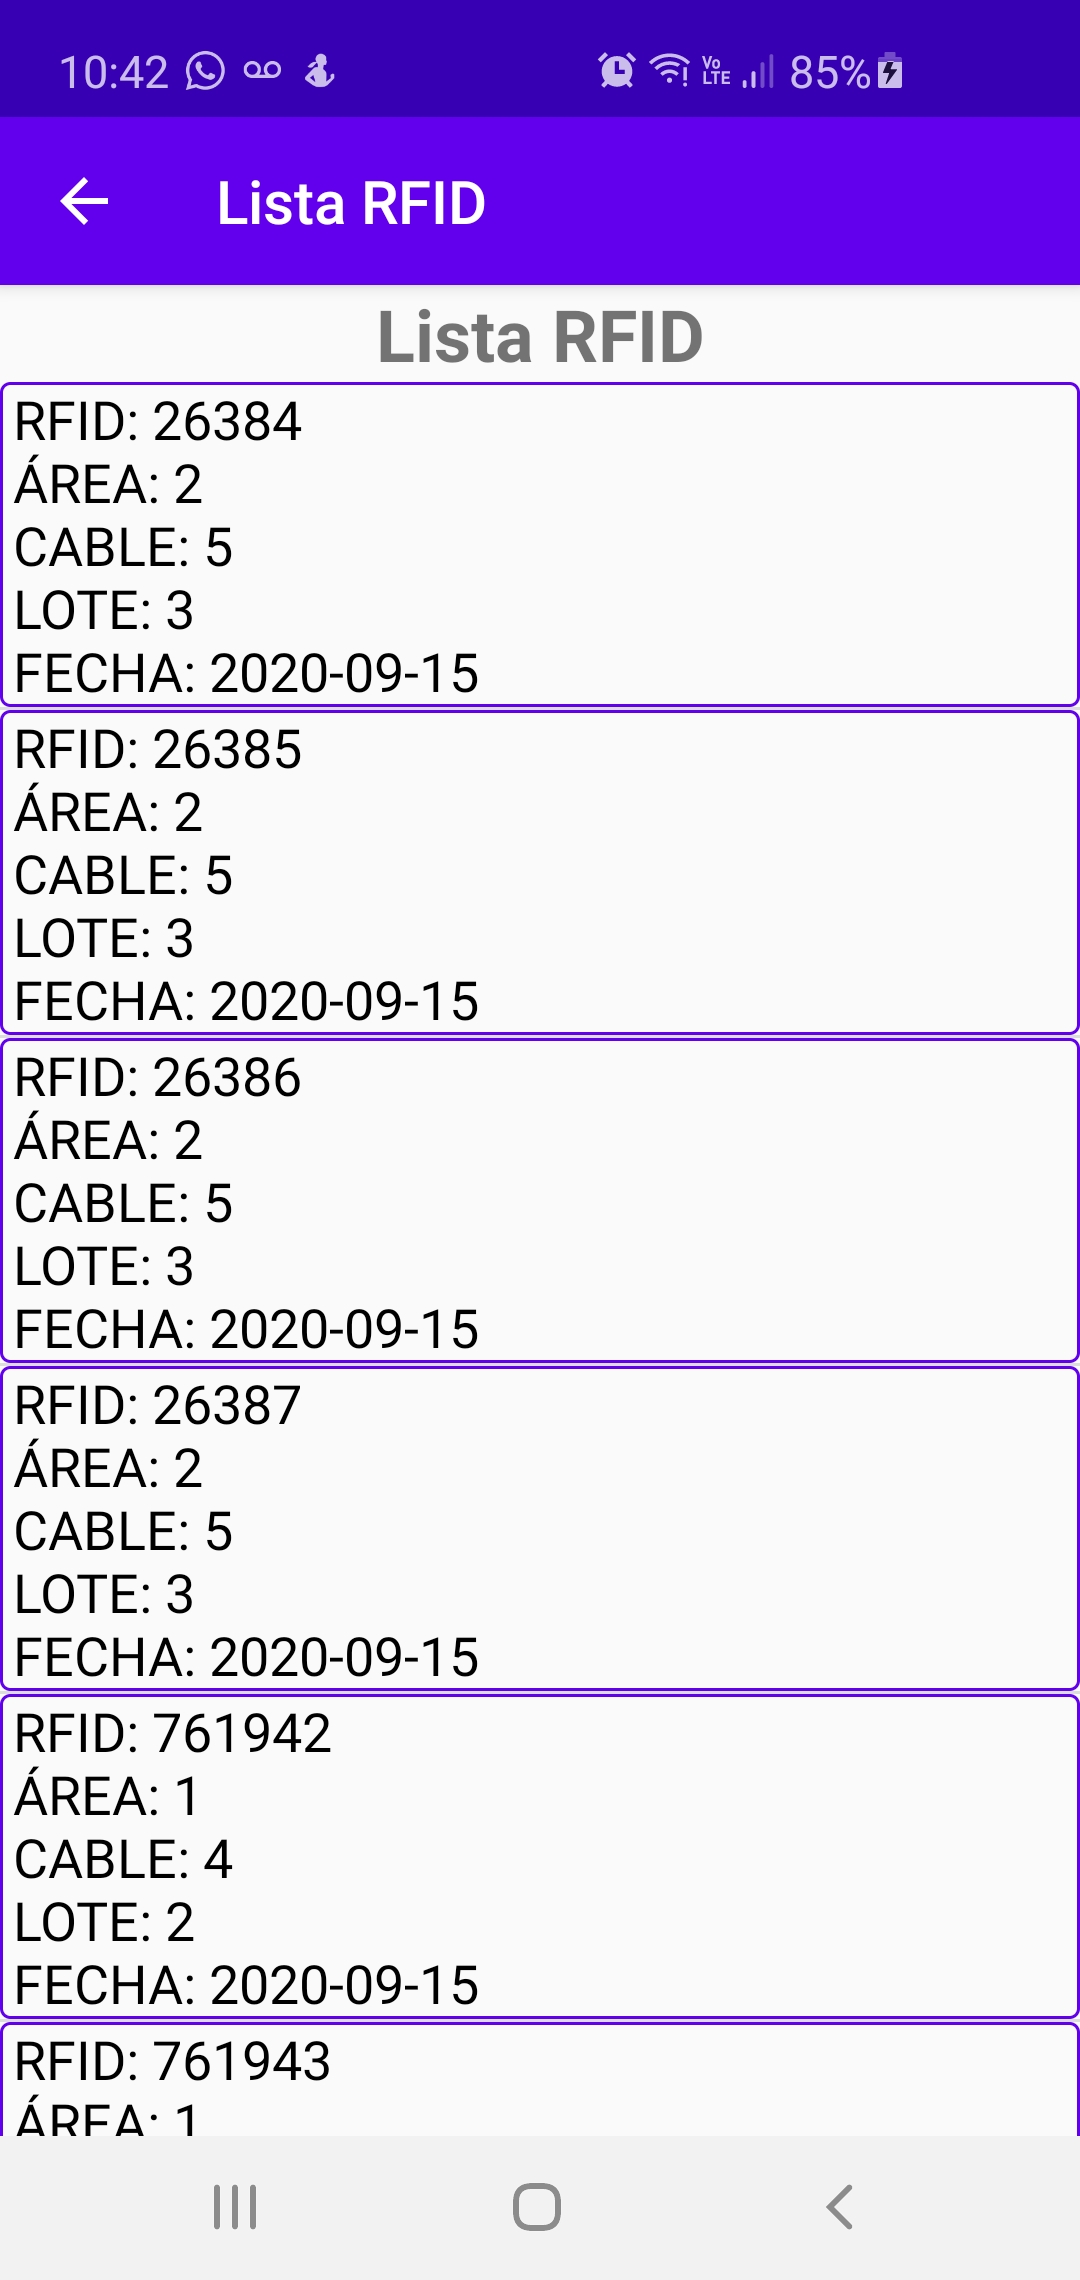 10:42 Vo LTE 85%
Lista RFID
Lista RFID
RFID: 26384
ÁREA: 2
CABLE: 5
LOTE: 3
FECHA: 2020-09-15
RFID: 26385
ÁREA: 2
CABLE: 5
LOTE: 3
FECHA: 2020-09-15
RFID: 26386
ÁREA: 2
CABLE: 5
LOTE: 3
FECHA: 2020-09-15
RFID: 26387
ÁREA: 2
CABLE: 5
LOTE: 3
FECHA: 2020-09-15
RFID: 761942
ÁREA: 1
CABLE: 4
LOTE: 2
FECHA: 2020-09-15
RFID: 761943
ÁREA: 1